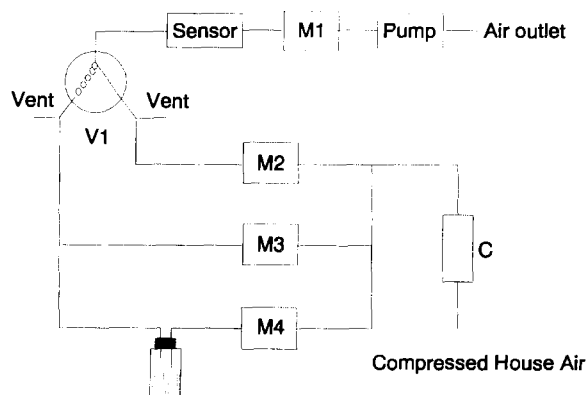 Sensor
M1
Pump
Air outlet
Vent
Vent
V1
M2
M3
C
M4
Compressed House Air